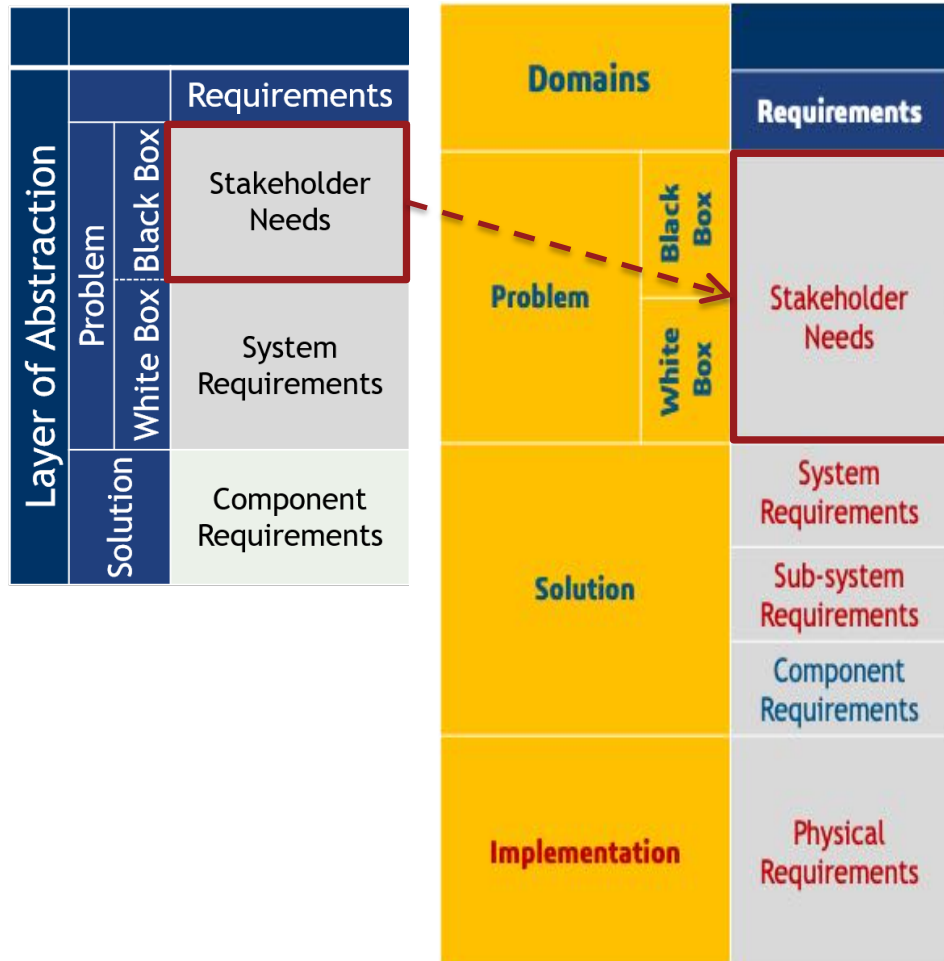 Layer of Abstraction
Requirements
Problem
Black Box
Stakeholder
Needs
White Box
System
Requirements
Solution
Component
Requirements
Domains
Requirements
Problem
Black
Box
White
Box
Stakeholder
Needs
Solution
System
Requirements
Sub-system
Requirements
Component
Requirements
Implementation
Physical
Requirements